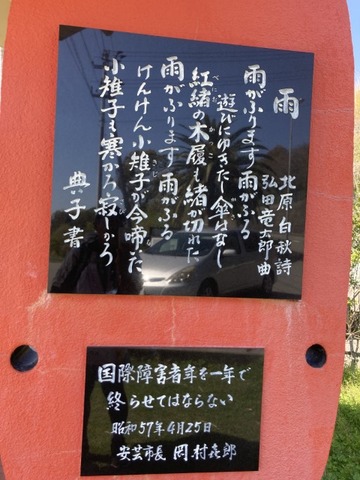 雨
北原白秋詩
弘田竜太郎曲
雨がふります 雨がふる
遊びにゆきたし傘はなし
紅緒の木履も緒が切れた
雨がふります 雨がふる
けんけん小雉子が今啼いた
小雉子も寒かろ寂しかろ
典子書
国際障害者年を一年で
終らせてはならない
昭和57年4月25日
安芸市長 岡村㐂郎